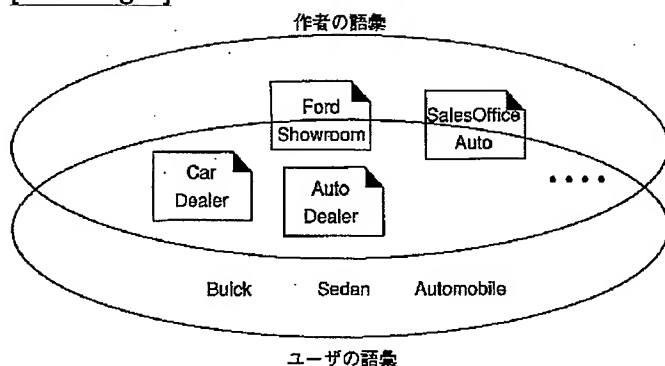 作者の語彙
Ford
Showroom
SalesOffice
Auto
Car
Dealer
Auto
Dealer
Buick
Sedan
Automobile
ユーザの語彙